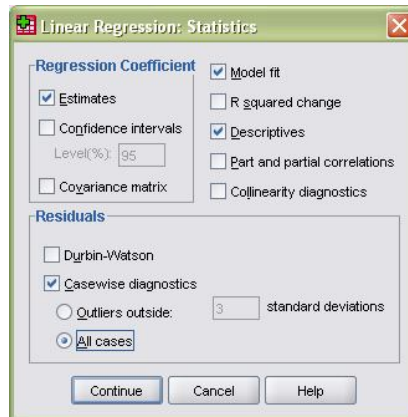 Linear Regression: Statistics
Regression Coefficient
Estimates
Confidence intervals
Level(%): 95
Covariance matrix
Model fit
R squared change
Descriptives
Part and partial correlations
Collinearity diagnostics
Residuals
Durbin-Watson
Casewise diagnostics
Outliers outside: 3 standard deviations
All cases
Continue Cancel Help